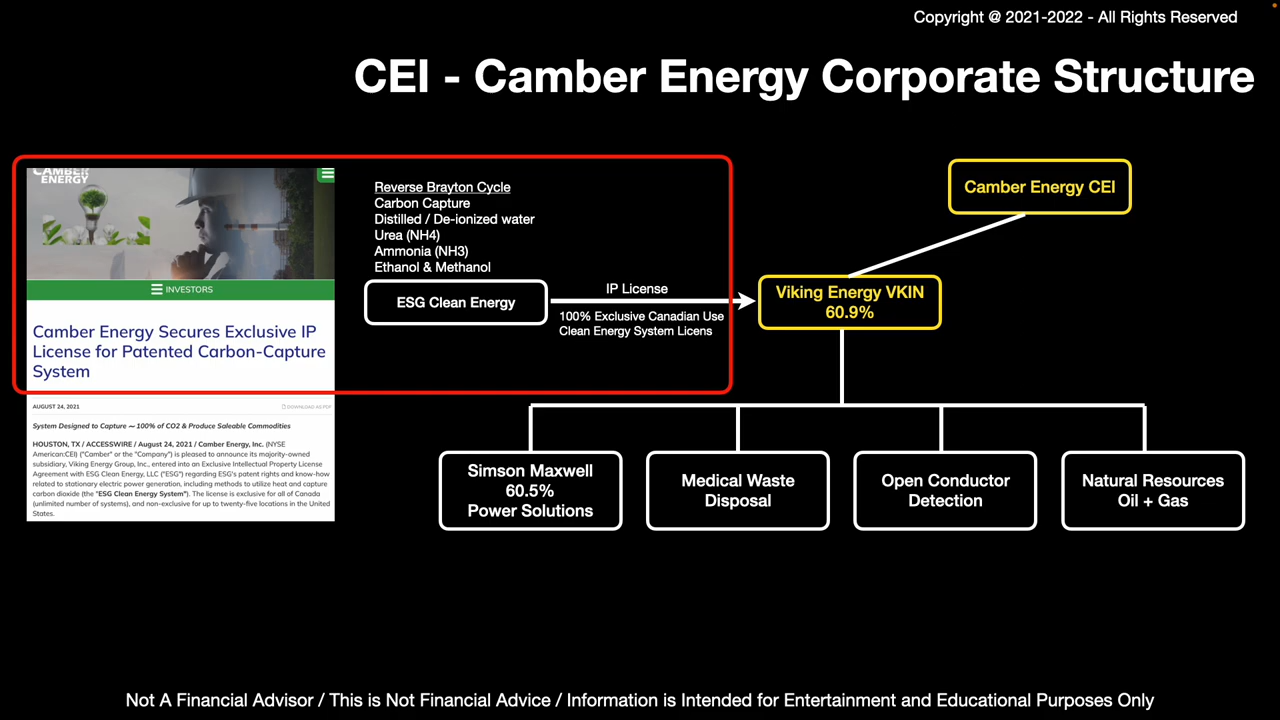 Copyright @ 2021-2022 - All Rights Reserved
CEI - Camber Energy Corporate Structure
CAMBER
ENERGY
INVESTORS
Camber Energy Secures Exclusive IP
License for Patented Carbon-Capture
System
AUGUST 24, 2021
DOWNLOAD AS PDF
System Designed to Capture ~ 100% of CO2 & Produce Saleable Commodities
HOUSTON, TX / ACCESSWIRE / August 24, 2021 / Camber Energy, Inc. (NYSE
American:CEI) ("Camber" or the "Company") is pleased to announce its majority-owned
subsidiary, Viking Energy Group, Inc., entered into an Exclusive Intellectual Property License
Agreement with ESG Clean Energy, LLC ("ESG") regarding ESG's patent rights and know-how
related to stationary electric power generation, including methods to utilize heat and capture
carbon dioxide (the "ESG Clean Energy System"). The license is exclusive for all of Canada
(unlimited number of systems), and non-exclusive for up to twenty-five locations in the United
States.
Reverse Brayton Cycle
Carbon Capture
Distilled / De-ionized water
Urea (NH4)
Ammonia (NH3)
Ethanol & Methanol
ESG Clean Energy
IP License
100% Exclusive Canadian Use
Clean Energy System Licens
Camber Energy CEI
Viking Energy VKIN
60.9%
Simson Maxwell
60.5%
Power Solutions
Medical Waste
Disposal
Open Conductor
Detection
Natural Resources
Oil + Gas
Not A Financial Advisor / This is Not Financial Advice / Information is Intended for Entertainment and Educational Purposes Only